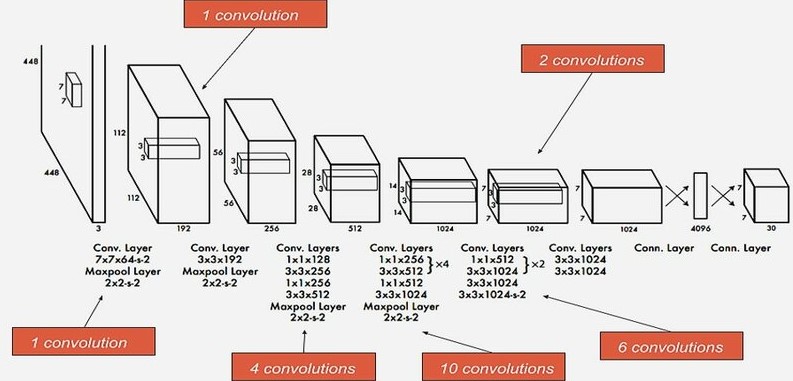 1 convolution
2 convolutions
448
7
7
448
3
112
3
3
112
192
56
3
3
56
256
28
3
3
28
512
14
3
3
14
1024
7
3
3
7
1024
7
7
1024
4096
7
7
30
Conv. Layer
7x7x64-s-2
Maxpool Layer
2x2-s-2
Conv. Layer
3x3x192
Maxpool Layer
2x2-s-2
Conv. Layers
1x1x128
3x3x256
1x1x256
3x3x512
Maxpool Layer
2x2-s-2
Conv. Layers
1x1x256
3x3x512
×4
1x1x512
3x3x1024
Maxpool Layer
2x2-s-2
Conv. Layers
1x1x512
3x3x1024
×2
3x3x1024
3x3x1024-s-2
Conv. Layers
3x3x1024
3x3x1024
Conn. Layer
Conn. Layer
1 convolution
4 convolutions
10 convolutions
6 convolutions